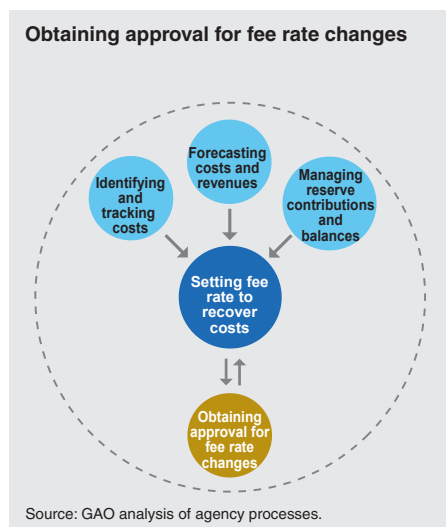 Obtaining approval for fee rate changes
Forecasting
costs and
revenues
Identifying
and
tracking
costs
Managing
reserve
contributions
and
balances
Setting fee
rate to
recover
costs
Obtaining
approval for
fee rate
changes
Source: GAO analysis of agency processes.